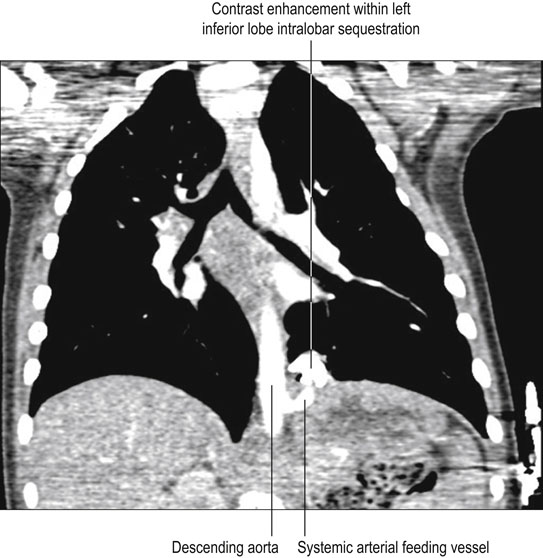 Contrast enhancement within left
inferior lobe intralobar sequestration
Descending aorta
Systemic arterial feeding vessel